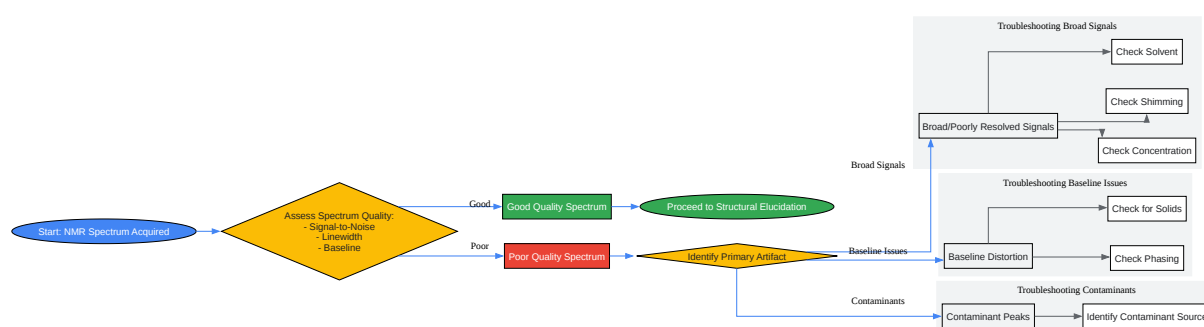 Start: NMR Spectrum Acquired
Assess Spectrum Quality:
- Signal-to-Noise
- Linewidth
- Baseline
Good
Good Quality Spectrum
Proceed to Structural Elucidation
Poor
Poor Quality Spectrum
Identify Primary Artifact
Broad Signals
Baseline Issues
Contaminants
Troubleshooting Broad Signals
Broad/Poorly Resolved Signals
Check Solvent
Check Shimming
Check Concentration
Troubleshooting Baseline Issues
Baseline Distortion
Check for Solids
Check Phasing
Troubleshooting Contaminants
Contaminant Peaks
Identify Contaminant Source